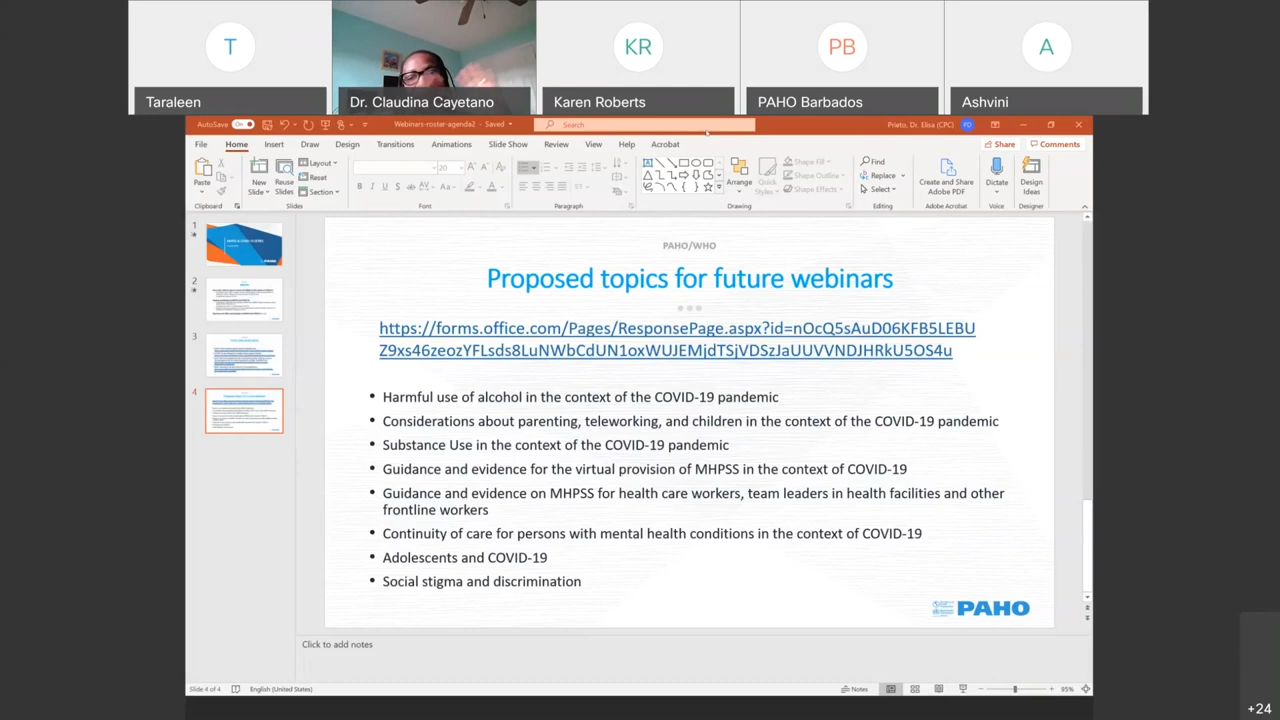 T
KR
PB
A
Taraleen
Dr. Claudina Cayetano
Karen Roberts
PAHO Barbados
Ashvini
AutoSave
On
Webinars-roster-agenda2 - Saved
Search
Prieto, Dr. Elisa (CPC)
PD
File
Home
Insert
Draw
Design
Transitions
Animations
Slide Show
Review
View
Help
Acrobat
Share
Comments
Paste
Clipboard
New
Slide
Reuse
Slides
Layout
Reset
Section
Slides
20
Font
Paragraph
Arrange
Quick
Styles
Shape Fill
Shape Outline
Shape Effects
Drawing
Find
Replace
Select
Editing
Create and Share
Adobe PDF
Adobe Acrobat
Dictate
Voice
Design
Ideas
Designer
1
2
3
4
PAHO/WHO
Proposed topics for future webinars
https://forms.office.com/Pages/ResponsePage.aspx?id=nOcQ5sAuD06KFB5LEBU
Z9xs46zeozYFLsds8LuNWbCdUN1oxWUJEMjdTSjVDSzJaUUVVNDJHRkU5OS4u
• Harmful use of alcohol in the context of the COVID-19 pandemic
• Considerations about parenting, teleworking, and children in the context of the COVID-19 pandemic
• Substance Use in the context of the COVID-19 pandemic
• Guidance and evidence for the virtual provision of MHPSS in the context of COVID-19
• Guidance and evidence on MHPSS for health care workers, team leaders in health facilities and other
frontline workers
• Continuity of care for persons with mental health conditions in the context of COVID-19
• Adolescents and COVID-19
• Social stigma and discrimination
PAHO
Click to add notes
Slide 4 of 4
English (United States)
Notes
95%
+24